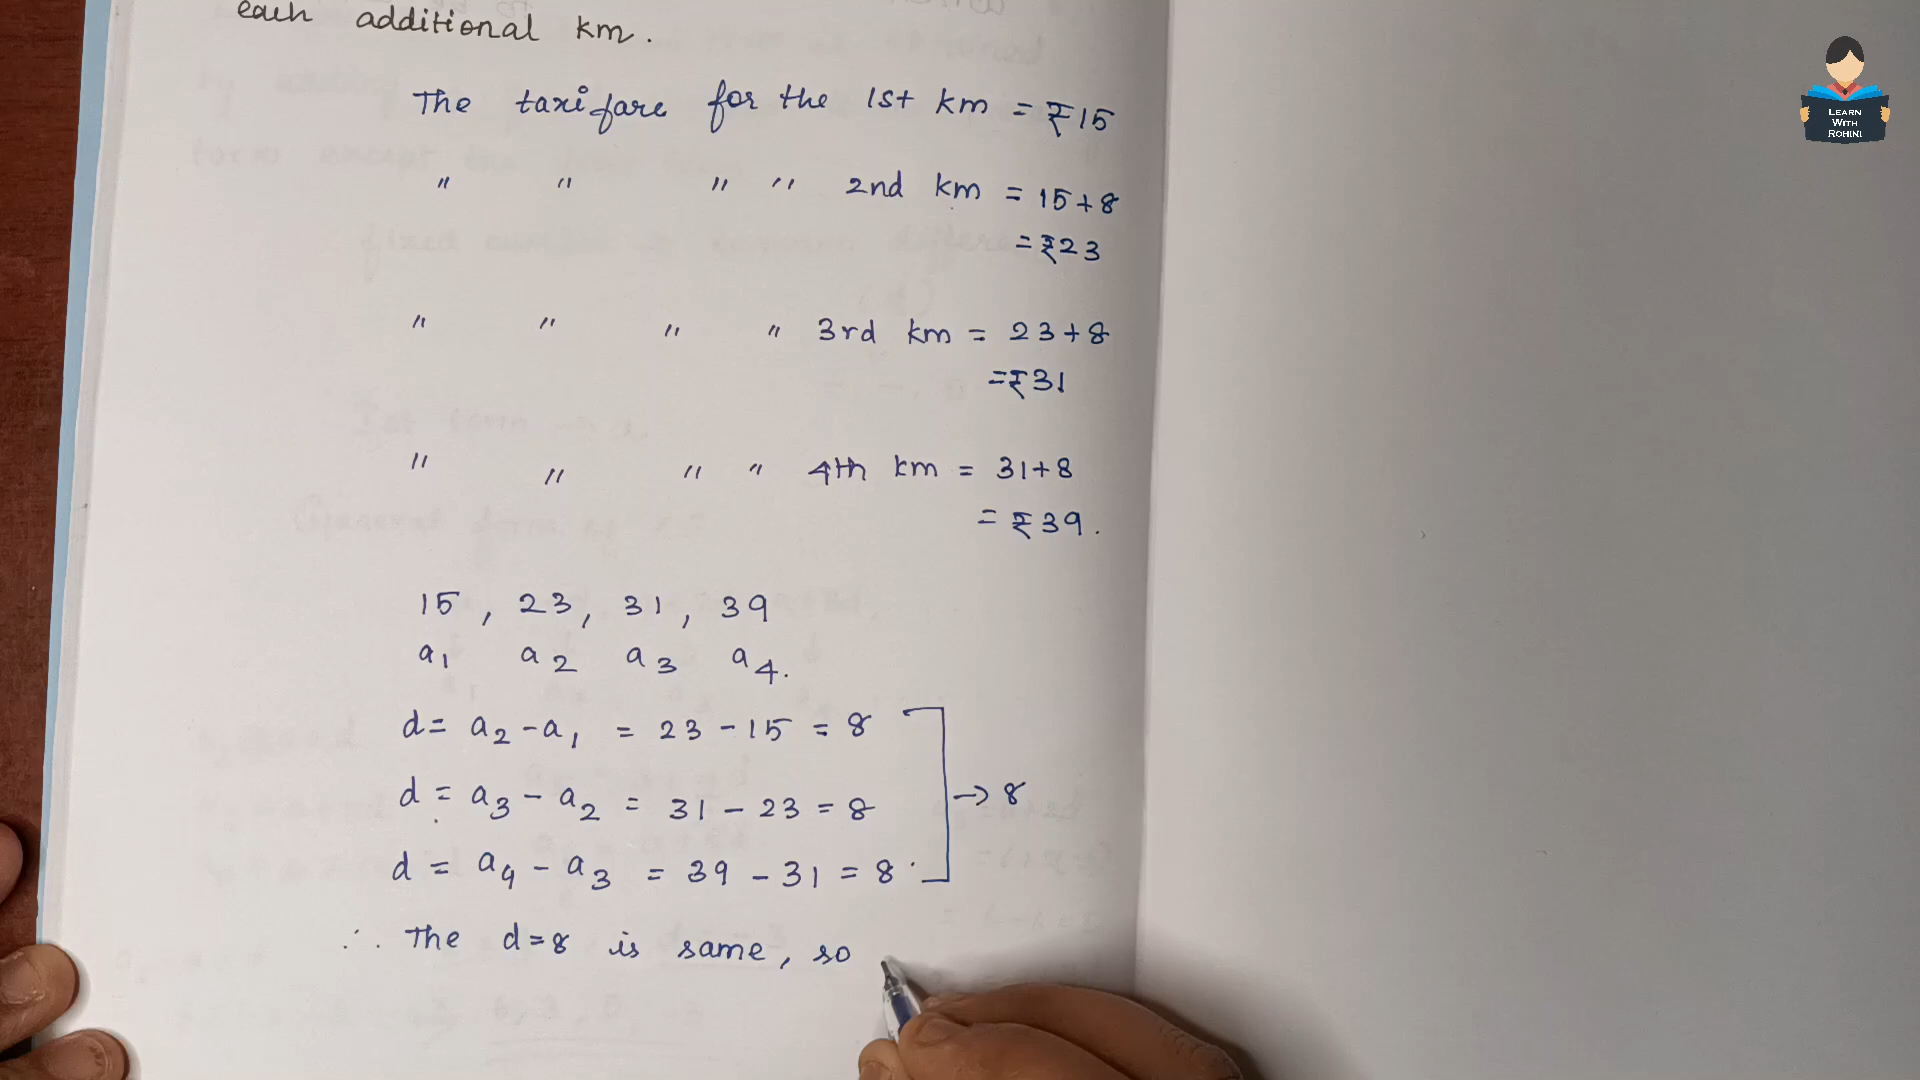 each additional km.
The taxifare for the 1st km = ₹15
" " " " 2nd km = 15+8
= ₹23
" " " " 3rd km = 23+8
= ₹31
" " " " 4th km = 31+8
= ₹39.
15, 23, 31, 39
a1 a2 a3 a4.
d = a2 - a1 = 23 - 15 = 8
d = a3 - a2 = 31 - 23 = 8 → 8
d = a4 - a3 = 39 - 31 = 8.
∴ The d=8 is same, so
LEARN
WITH
ROHINI